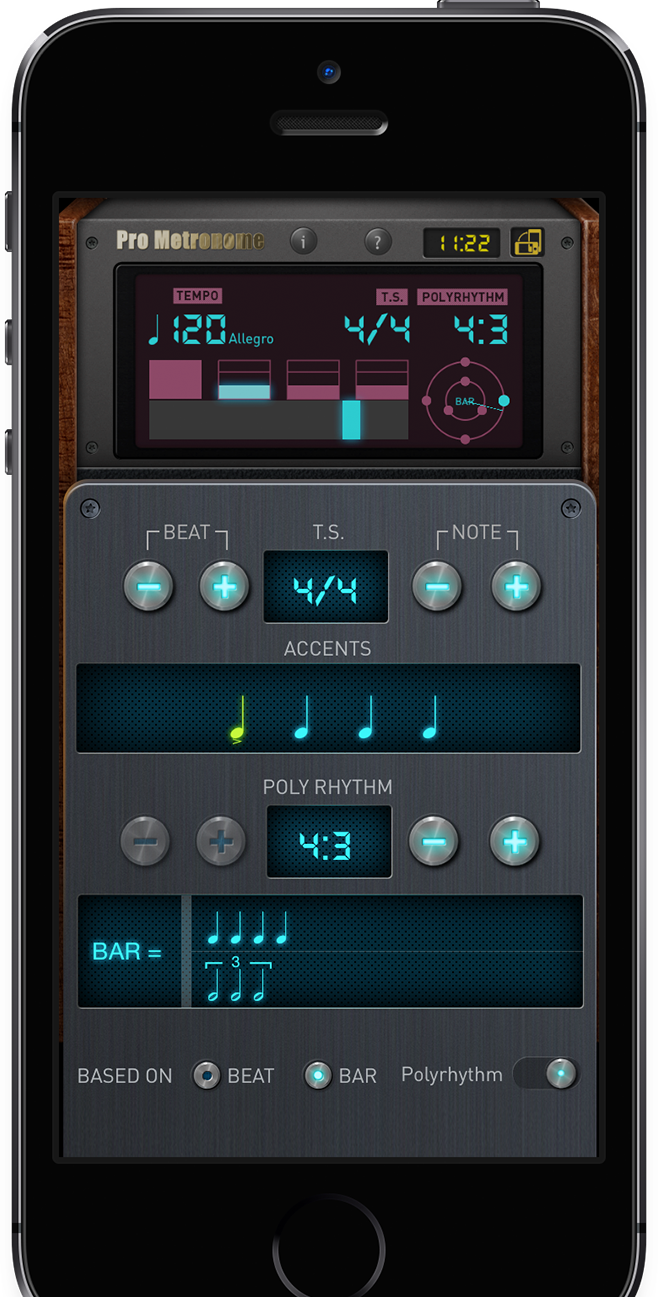 Pro Metronome i ? 11:22
TEMPO T.S. POLYRHYTHM
120 Allegro 4/4 4:3
BAR
BEAT T.S. NOTE
- + 4/4 - +
ACCENTS
POLY RHYTHM
- + 4:3 - +
BAR =
3
BASED ON BEAT BAR Polyrhythm